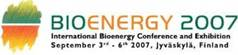 BIOENERGY 2007
International Bioenergy Conference and Exhibition
September 3rd - 6th 2007, Jyväskylä, Finland